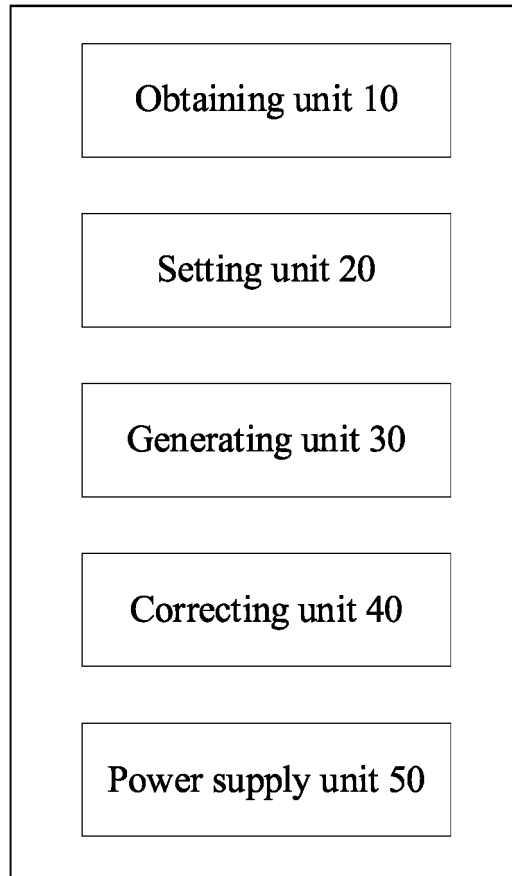 Obtaining unit 10
Setting unit 20
Generating unit 30
Correcting unit 40
Power supply unit 50